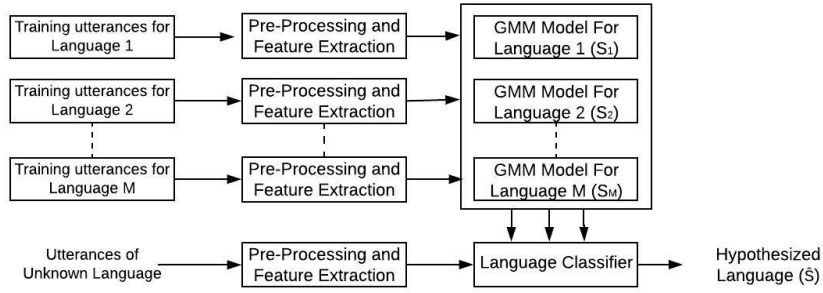 Training utterances for
Language 1
Pre-Processing and
Feature Extraction
GMM Model For
Language 1 (S₁)
Training utterances for
Language 2
Pre-Processing and
Feature Extraction
GMM Model For
Language 2 (S₂)
Training utterances for
Language M
Pre-Processing and
Feature Extraction
GMM Model For
Language M (Sᴍ)
Utterances of
Unknown Language
Pre-Processing and
Feature Extraction
Language Classifier
Hypothesized
Language (Ŝ)